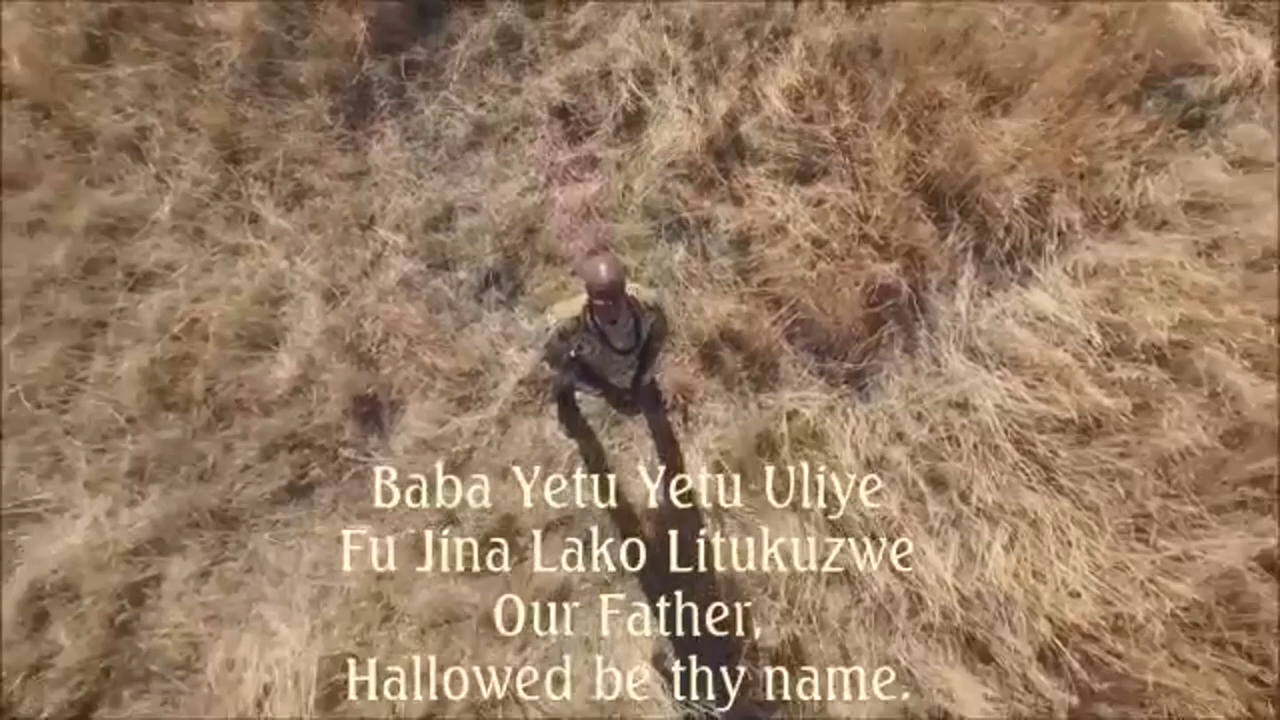 Baba Yetu Yetu Uliye
Fu Jina Lako Litukuzwe
Our Father,
Hallowed be thy name.